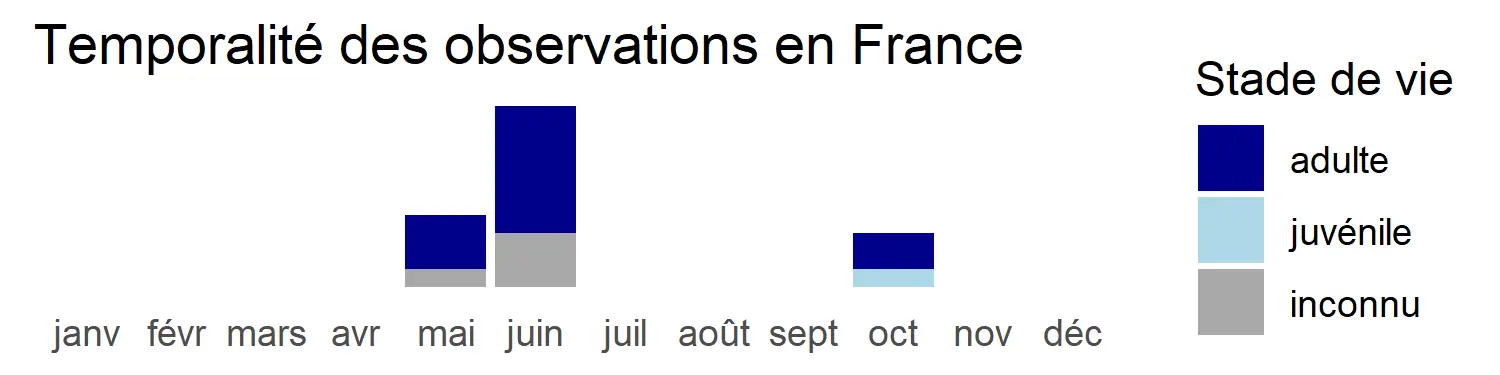 Temporalité des observations en France
janv févr mars avr mai juin juil août sept oct nov déc
Stade de vie
adulte
juvénile
inconnu